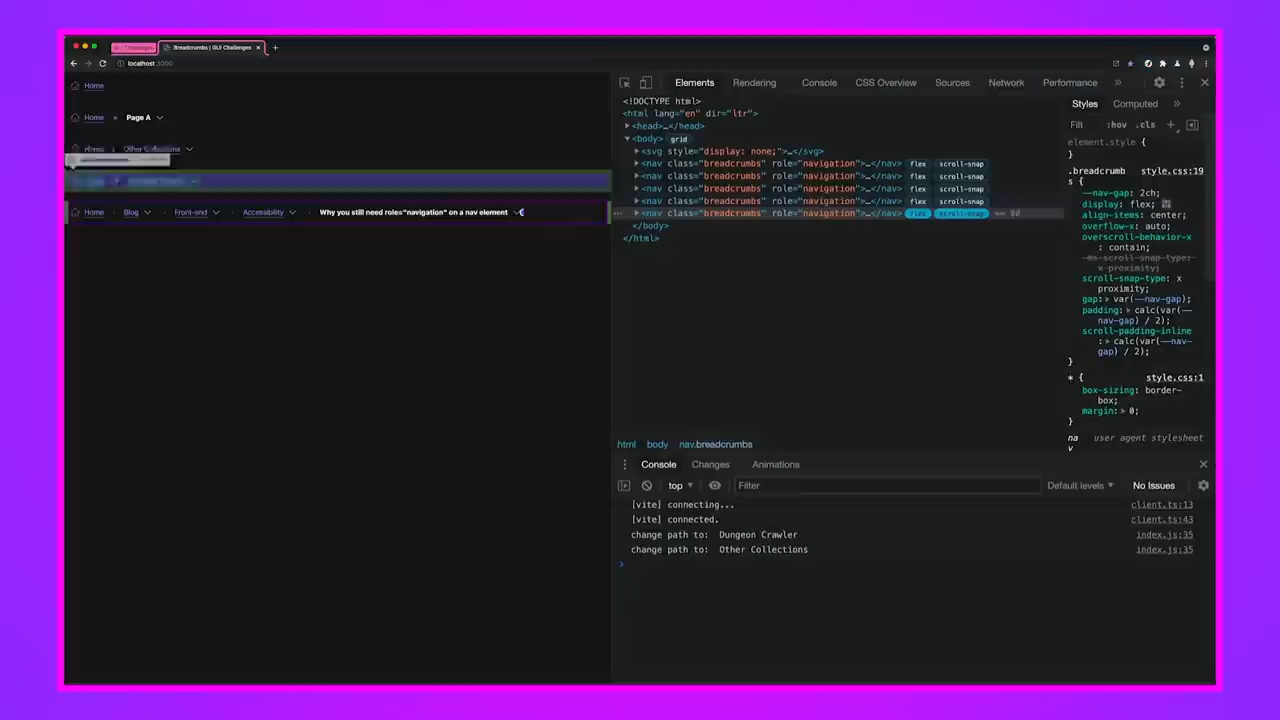 Challenges
Breadcrumbs | GUI Challenges
localhost:3000
Home
Home » Page A
Home › Other Collections
Home · Blog · Front-end · Accessibility · Why you still need roles="navigation" on a nav element
Elements Rendering Console CSS Overview Sources Network Performance »
<!DOCTYPE html>
<html lang="en" dir="ltr">
<head>…</head>
<body> grid
<svg style="display: none;">…</svg>
<nav class="breadcrumbs" role="navigation">…</nav> flex scroll-snap
<nav class="breadcrumbs" role="navigation">…</nav> flex scroll-snap
<nav class="breadcrumbs" role="navigation">…</nav> flex scroll-snap
<nav class="breadcrumbs" role="navigation">…</nav> flex scroll-snap
<nav class="breadcrumbs" role="navigation">…</nav> flex scroll-snap == $0
</body>
</html>
html body nav.breadcrumbs
Styles Computed »
Filt :hov .cls +
element.style {
}
.breadcrumb style.css:19
s {
--nav-gap: 2ch;
display: flex;
align-items: center;
overflow-x: auto;
overscroll-behavior-x
: contain;
-ms-scroll-snap-type:
x proximity;
scroll-snap-type: x
proximity;
gap: var(--nav-gap);
padding: calc(var(--
nav-gap) / 2);
scroll-padding-inline
: calc(var(--nav-
gap) / 2);
}
* { style.css:1
box-sizing: border-
box;
margin: 0;
}
na user agent stylesheet
v
Console Changes Animations
top Filter Default levels No Issues
[vite] connecting... client.ts:13
[vite] connected. client.ts:43
change path to: Dungeon Crawler index.js:35
change path to: Other Collections index.js:35